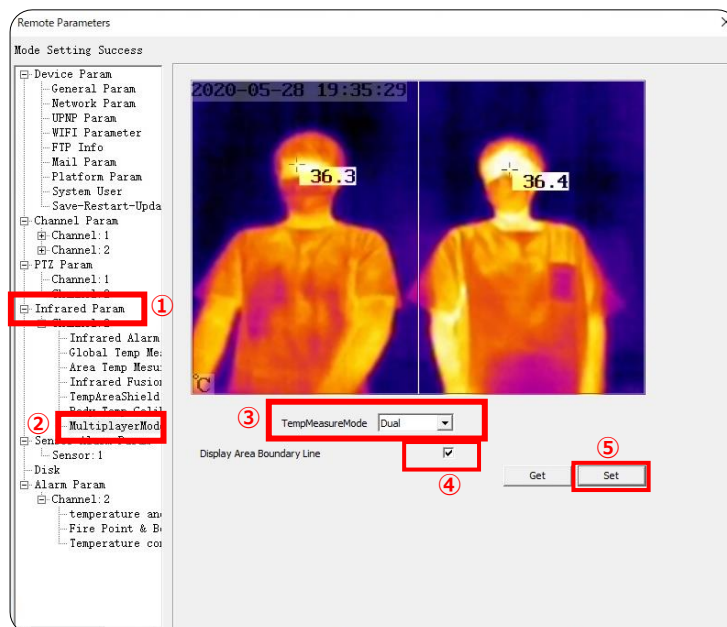 Remote Parameters
Mode Setting Success
Device Param
General Param
Network Param
UPNP Param
WIFI Parameter
FTP Info
Mail Param
Platform Param
System User
Save-Restart-Upda
Channel Param
Channel:1
Channel:2
PTZ Param
Channel:1
Infrared Param
①
Infrared Alarm
Global Temp Me
Area Temp Mesu
Infrared Fusion
TempAreaShield
②
MultiplayerMode
Sensor:1
Disk
Alarm Param
Channel:2
temperature and
Fire Point & B
Temperature co
2020-05-28 19:35:29
36.3
36.4
°C
③
TempMeasureMode Dual
Display Area Boundary Line
④
⑤
Get Set